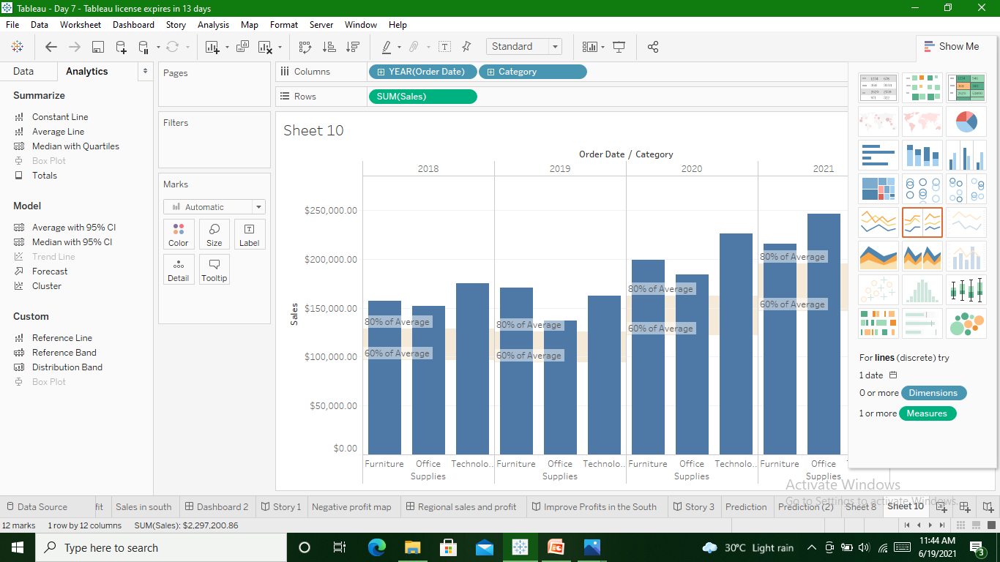 Tableau - Day 7 - Tableau license expires in 13 days
File Data Worksheet Dashboard Story Analysis Map Format Server Window Help
Standard
Show Me
Data Analytics
Summarize
Constant Line
Average Line
Median with Quartiles
Box Plot
Totals
Model
Average with 95% CI
Median with 95% CI
Trend Line
Forecast
Cluster
Custom
Reference Line
Reference Band
Distribution Band
Box Plot
Pages
Filters
Marks
Automatic
Color Size Label
Detail Tooltip
Columns YEAR(Order Date) Category
Rows SUM(Sales)
Sheet 10
Order Date / Category
2018 2019 2020 2021
$250,000.00
$200,000.00
$150,000.00
$100,000.00
$50,000.00
$0.00
Sales
80% of Average
60% of Average
80% of Average
60% of Average
80% of Average
60% of Average
80% of Average
60% of Average
Furniture Office Supplies Technolo..
Furniture Office Supplies Technolo..
Furniture Office Supplies Technolo..
Furniture Office Supplies
For lines (discrete) try
1 date
0 or more Dimensions
1 or more Measures
Activate Windows
Go to Settings to activate Windows.
Data Source fit Sales in south Dashboard 2 Story 1 Negative profit map Regional sales and profit Improve Profits in the South Story 3 Prediction Prediction (2) Sheet 8 Sheet 10
12 marks 1 row by 12 columns SUM(Sales): $2,297,200.86
Type here to search
30°C Light rain
11:44 AM
6/19/2021
3